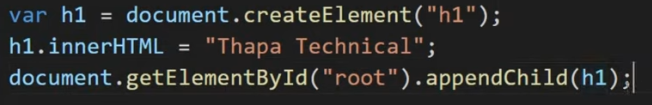 var h1 = document.createElement("h1");
h1.innerHTML = "Thapa Technical";
document.getElementById("root").appendChild(h1);